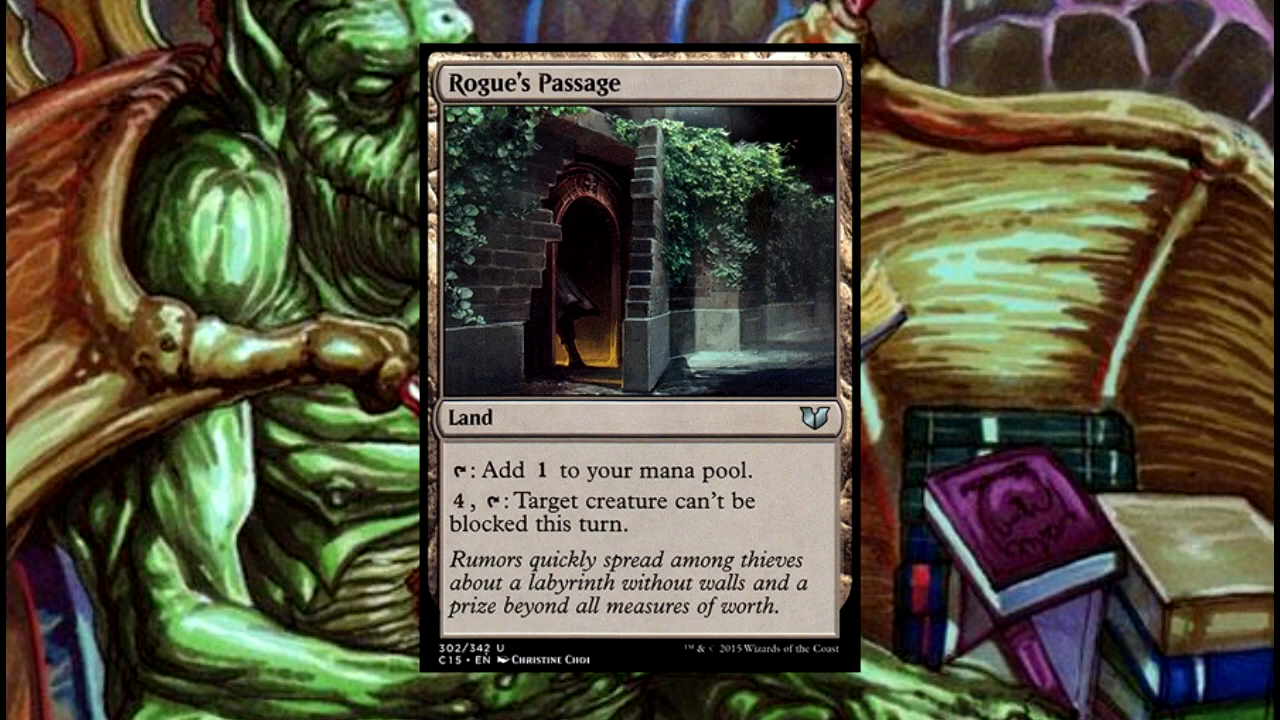 Rogue's Passage
Land
: Add 1 to your mana pool.
4, : Target creature can't be
blocked this turn.
Rumors quickly spread among thieves
about a labyrinth without walls and a
prize beyond all measures of worth.
302/342 U
C15 • EN Christine Choi
™ & © 2015 Wizards of the Coast